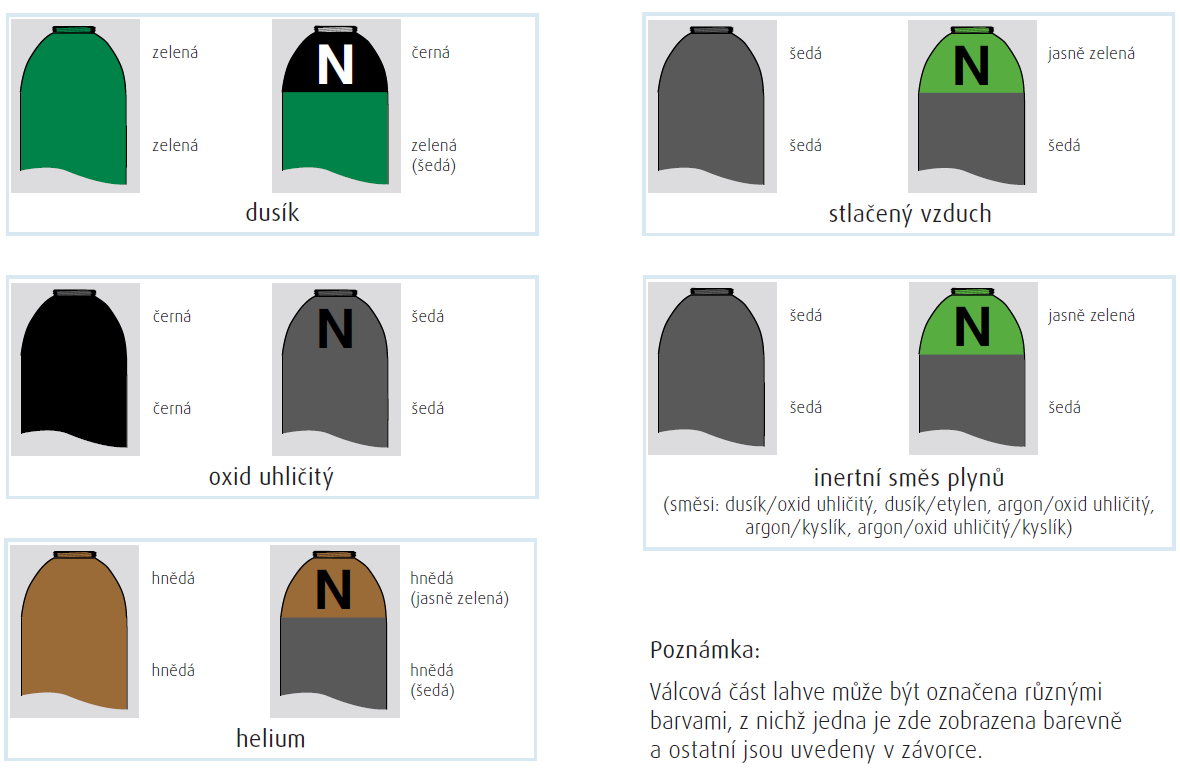 zelená
zelená
N
černá
zelená
(šedá)
dusík
šedá
šedá
N
jasně zelená
šedá
stlačený vzduch
černá
černá
N
šedá
šedá
oxid uhličitý
šedá
šedá
N
jasně zelená
šedá
inertní směs plynů
(směsi: dusík/oxid uhličitý, dusík/etylen, argon/oxid uhličitý,
argon/kyslík, argon/oxid uhličitý/kyslík)
hnědá
hnědá
N
hnědá
(jasně zelená)
hnědá
(šedá)
helium
Poznámka:
Válcová část lahve může být označena různými
barvami, z nichž jedna je zde zobrazena barevně
a ostatní jsou uvedeny v závorce.